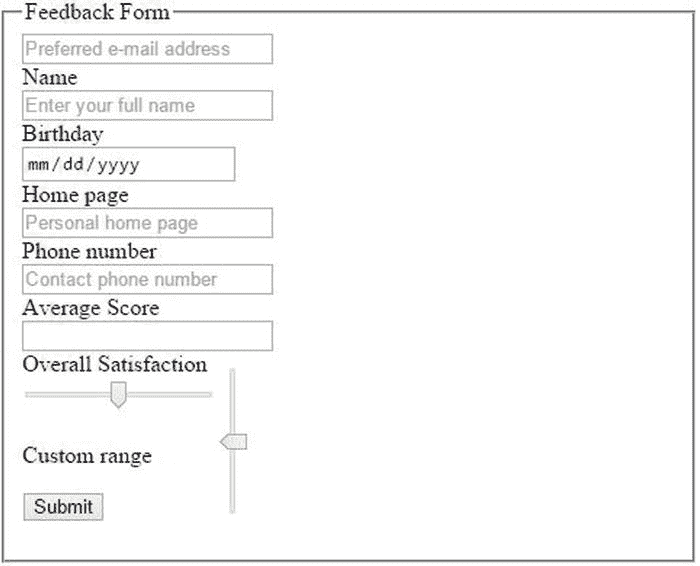 Feedback Form
Preferred e-mail address
Name
Enter your full name
Birthday
mm/dd/yyyy
Home page
Personal home page
Phone number
Contact phone number
Average Score
Overall Satisfaction
Custom range
Submit